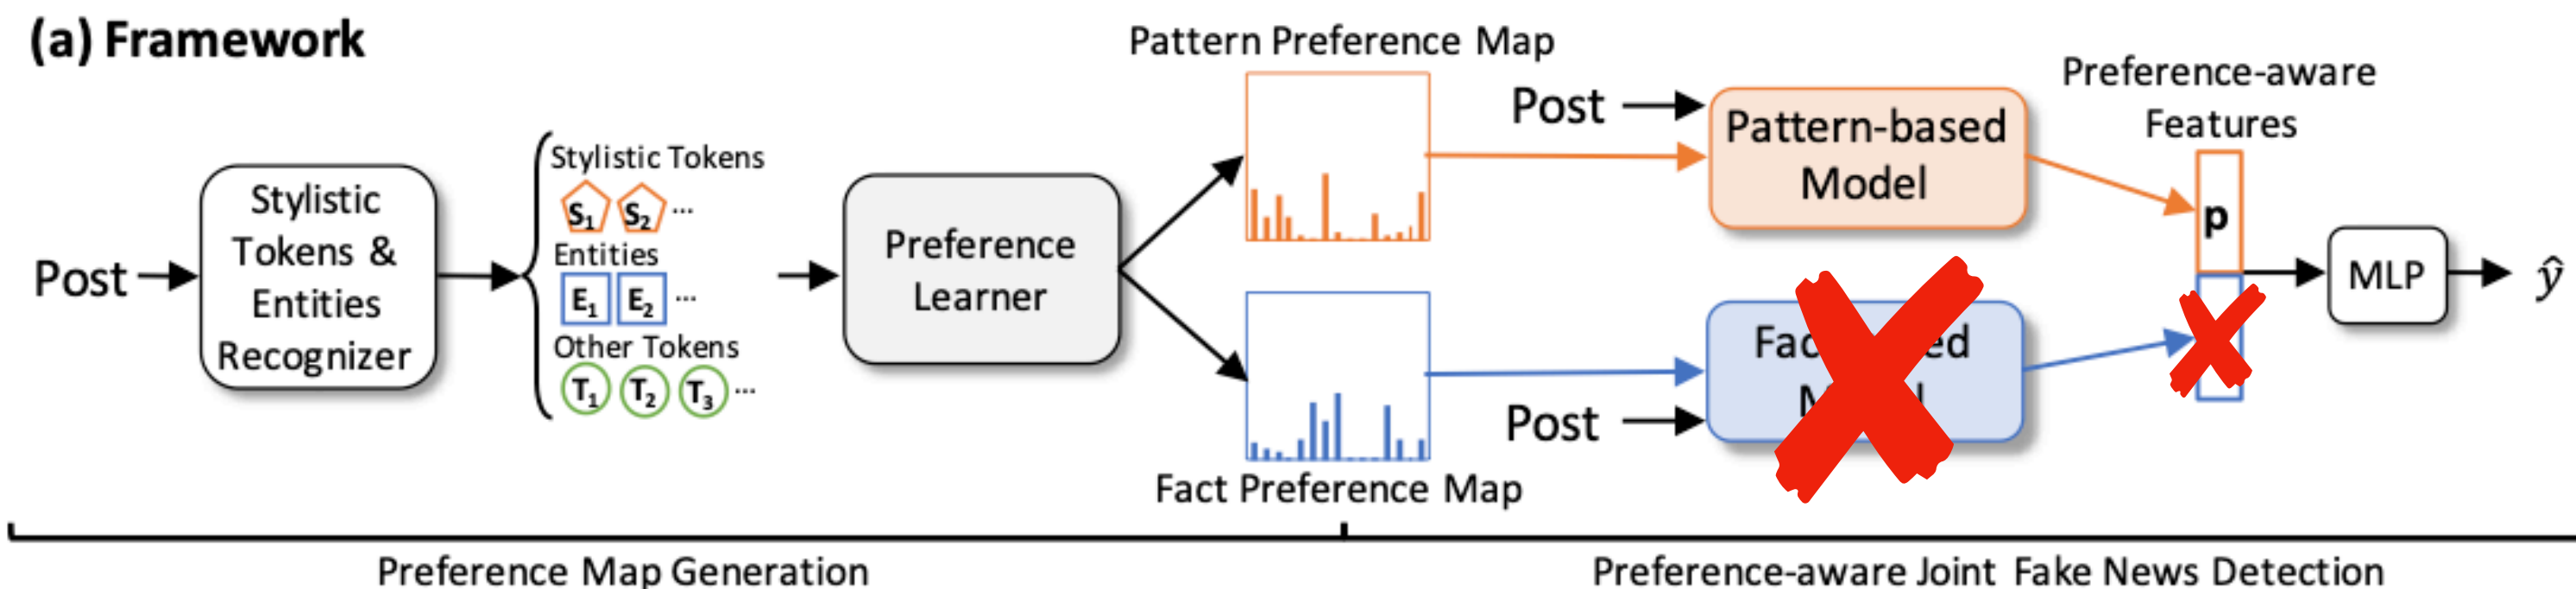 (a) Framework
Post
Stylistic
Tokens &
Entities
Recognizer
Stylistic Tokens
S1 S2 ...
Entities
E1 E2 ...
Other Tokens
T1 T2 T3 ...
Preference
Learner
Pattern Preference Map
Fact Preference Map
Post
Pattern-based
Model
Post
Preference-aware
Features
p
MLP
ŷ
Preference Map Generation
Preference-aware Joint Fake News Detection